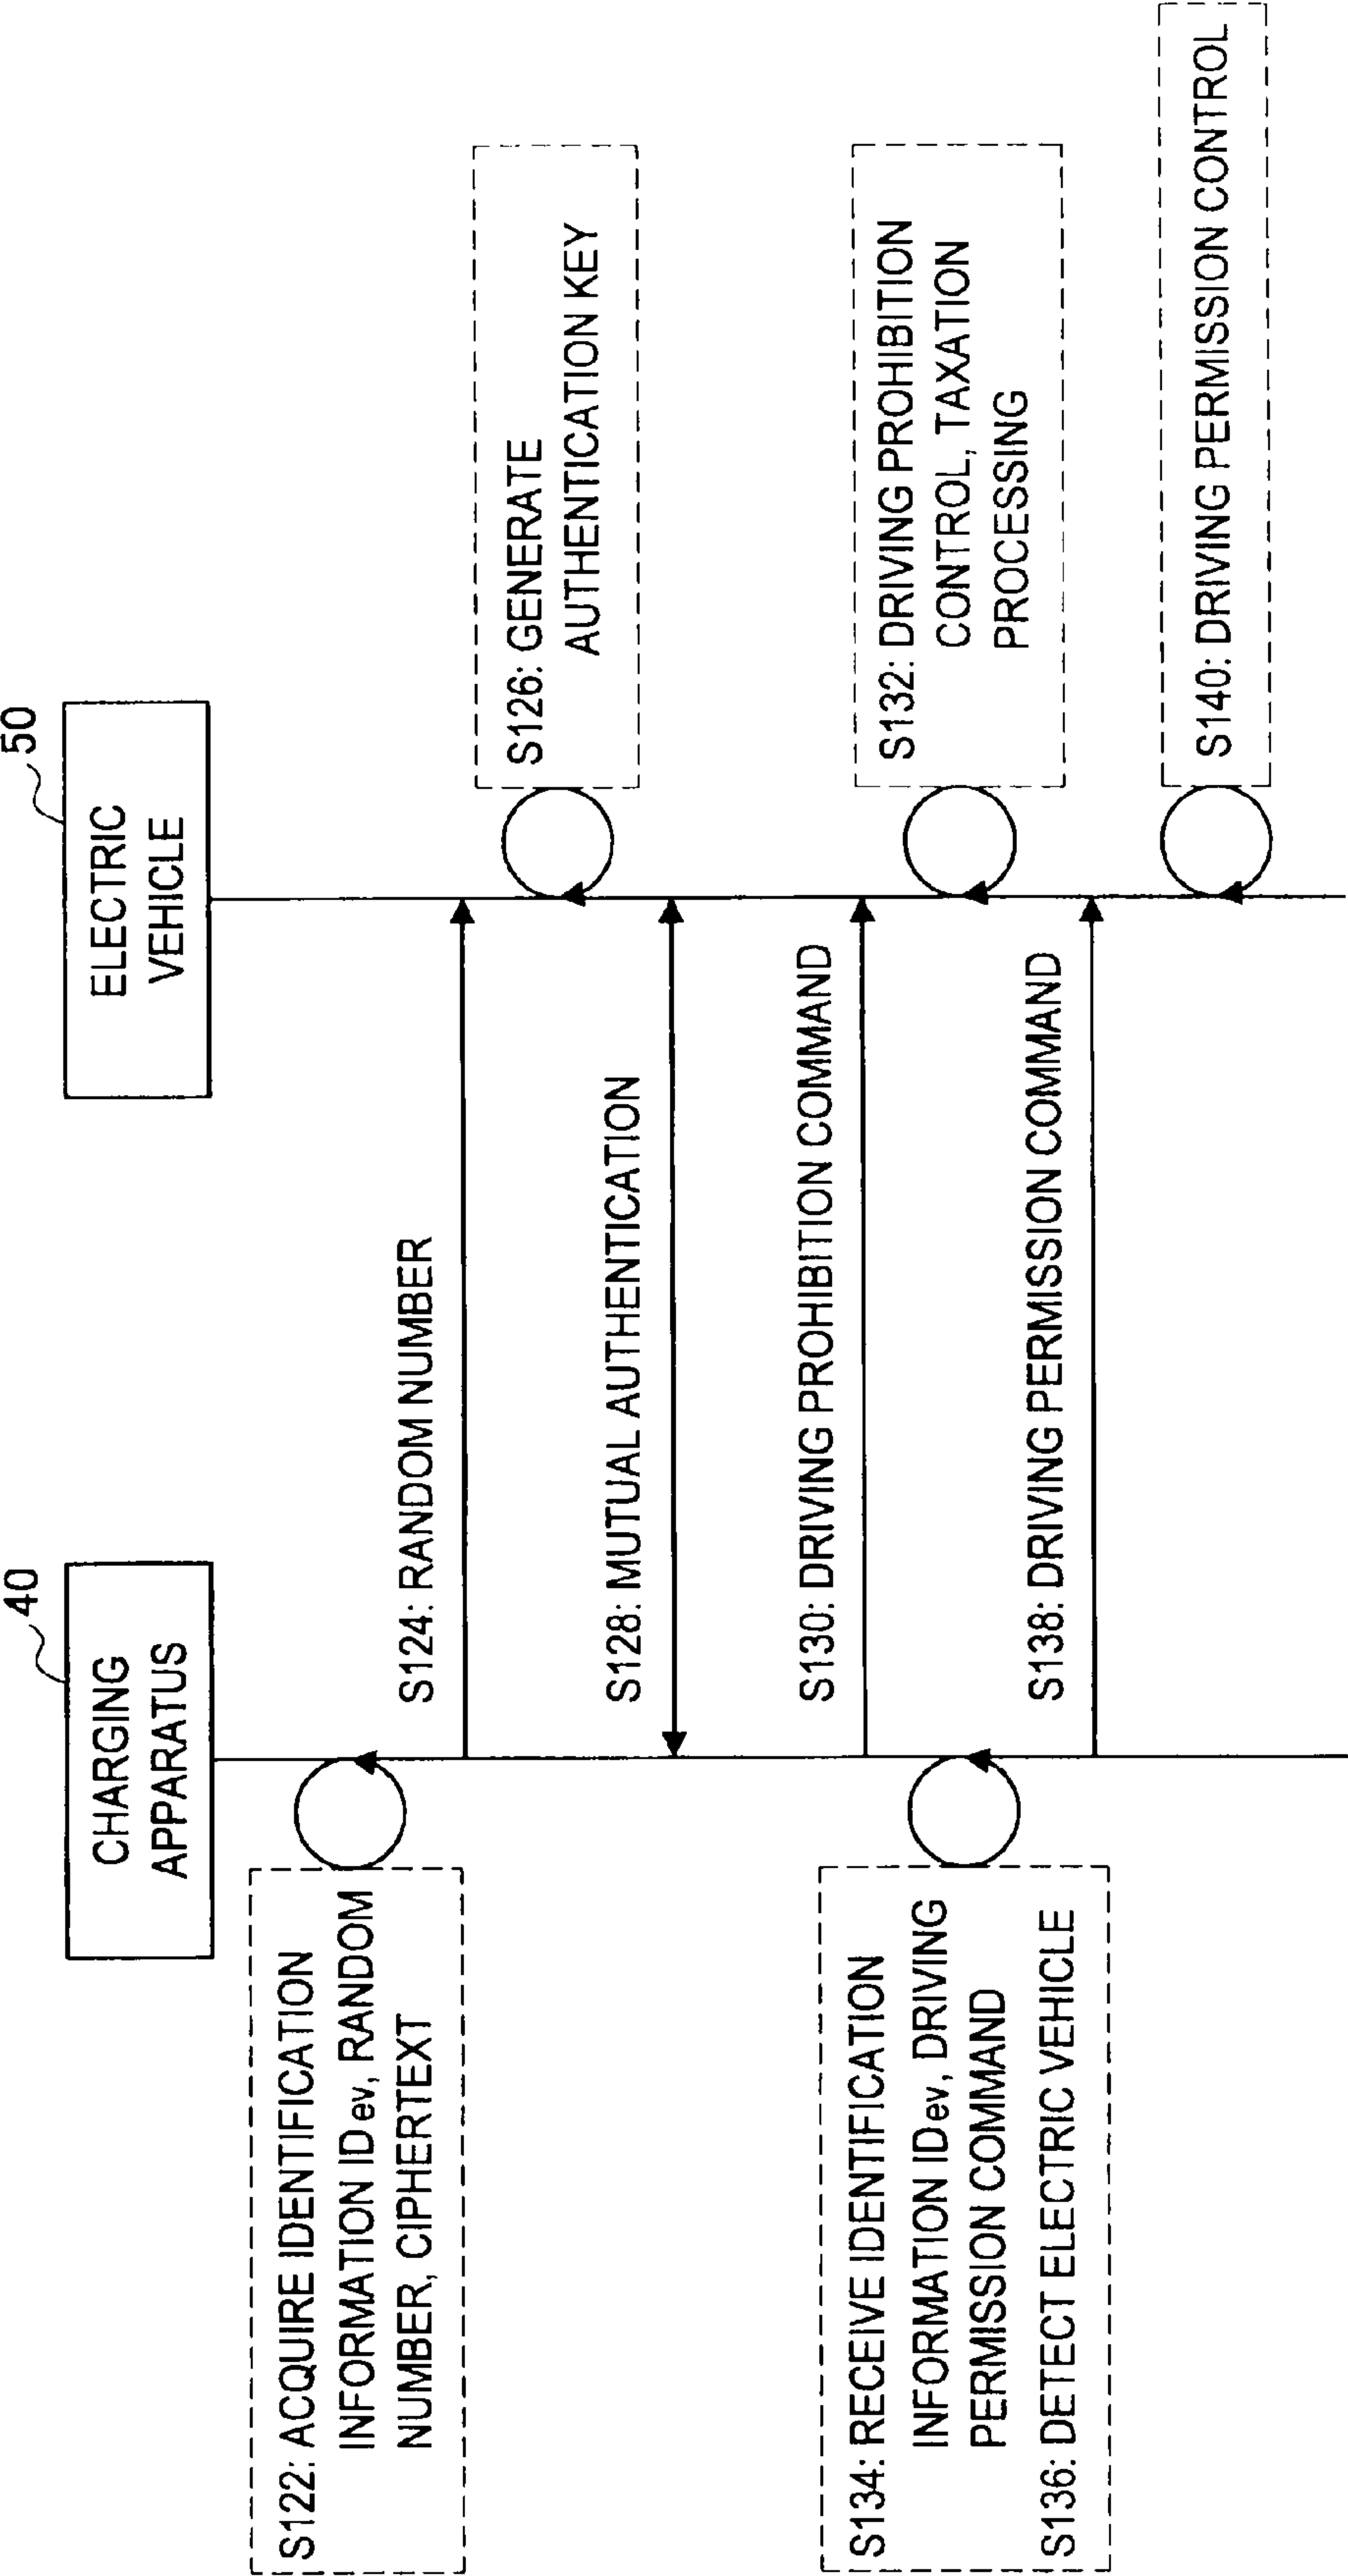 40
CHARGING
APPARATUS
50
ELECTRIC
VEHICLE
S122: ACQUIRE IDENTIFICATION
INFORMATION IDev, RANDOM
NUMBER, CIPHERTEXT
S124: RANDOM NUMBER
S126: GENERATE
AUTHENTICATION KEY
S128: MUTUAL AUTHENTICATION
S130: DRIVING PROHIBITION COMMAND
S132: DRIVING PROHIBITION
CONTROL, TAXATION
PROCESSING
S134: RECEIVE IDENTIFICATION
INFORMATION IDev, DRIVING
PERMISSION COMMAND
S136: DETECT ELECTRIC VEHICLE
S138: DRIVING PERMISSION COMMAND
S140: DRIVING PERMISSION CONTROL